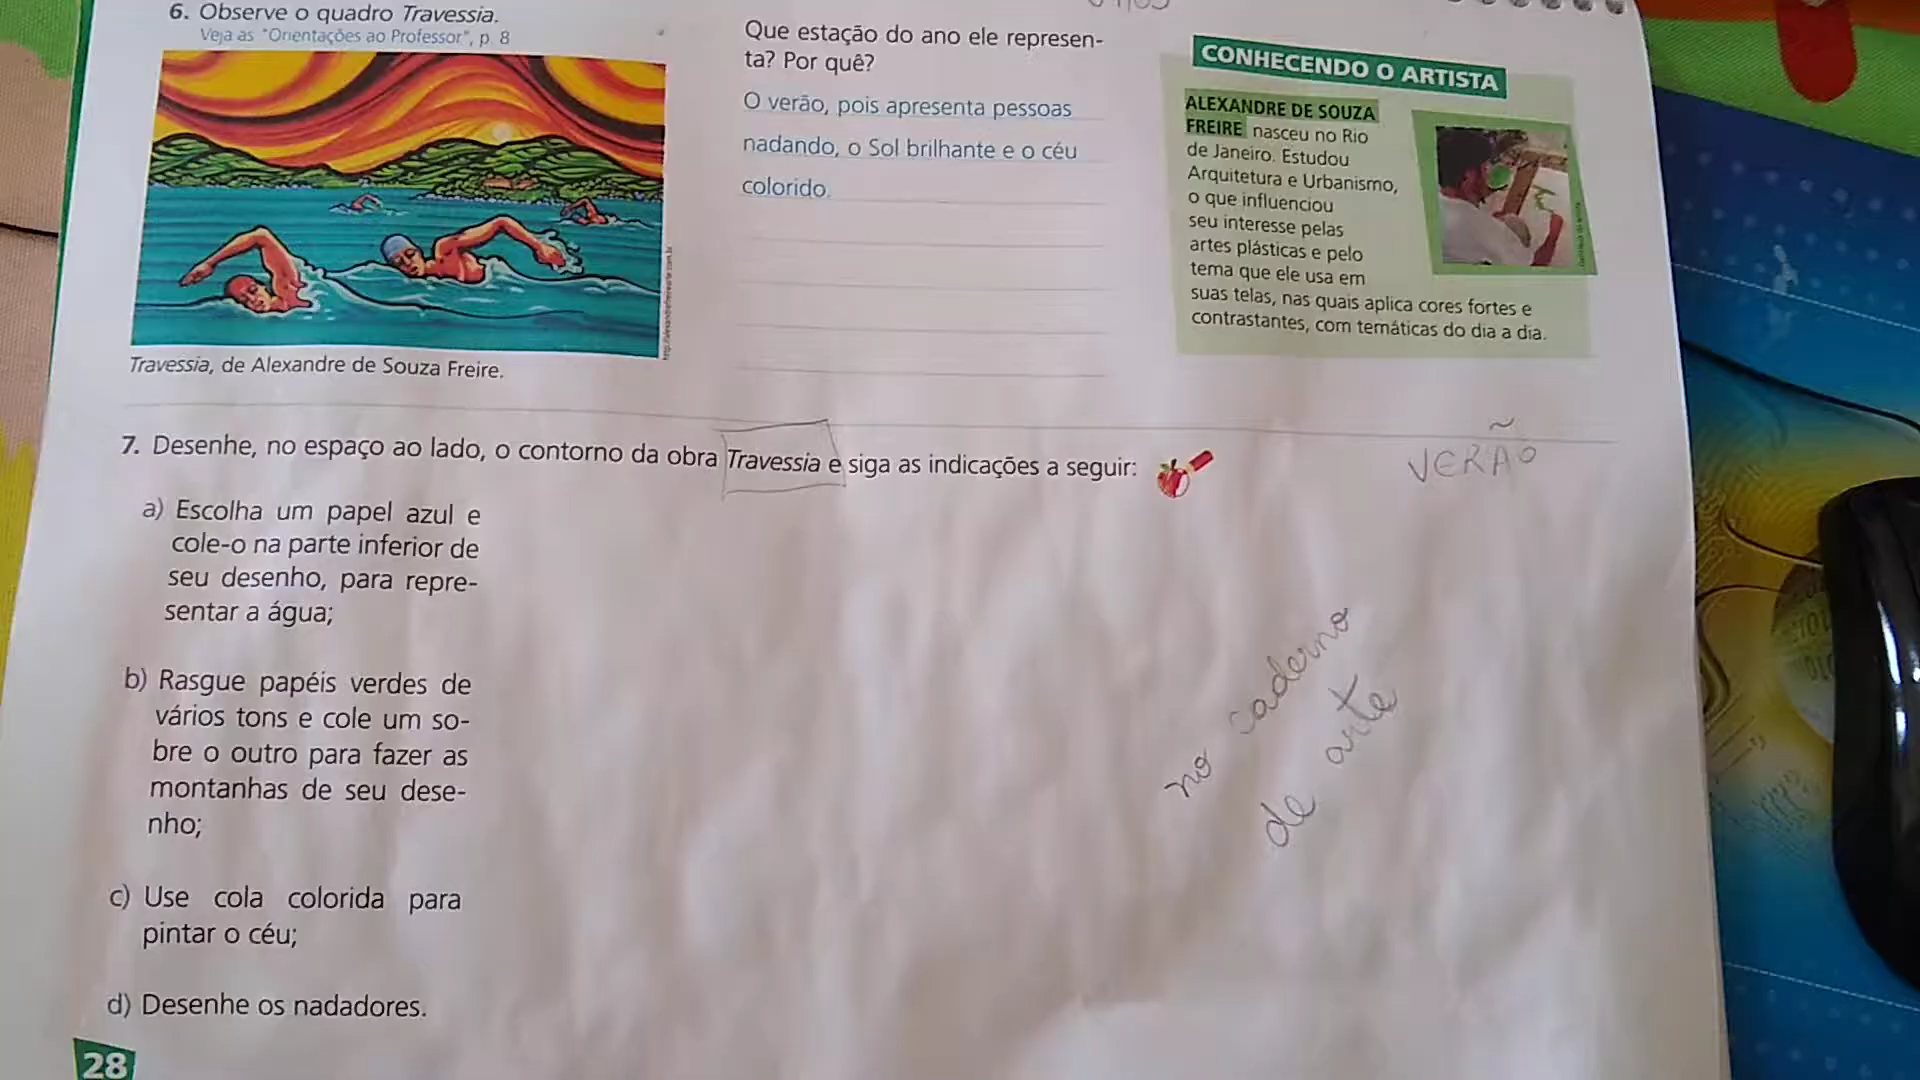 6. Observe o quadro Travessia.
Veja as "Orientações ao Professor", p. 8
Travessia, de Alexandre de Souza Freire.
Que estação do ano ele represen-
ta? Por quê?
O verão, pois apresenta pessoas
nadando, o Sol brilhante e o céu
colorido.
CONHECENDO O ARTISTA
ALEXANDRE DE SOUZA
FREIRE nasceu no Rio
de Janeiro. Estudou
Arquitetura e Urbanismo,
o que influenciou
seu interesse pelas
artes plásticas e pelo
tema que ele usa em
suas telas, nas quais aplica cores fortes e
contrastantes, com temáticas do dia a dia.
7. Desenhe, no espaço ao lado, o contorno da obra Travessia e siga as indicações a seguir:
VERÃO
a) Escolha um papel azul e
cole-o na parte inferior de
seu desenho, para repre-
sentar a água;
b) Rasgue papéis verdes de
vários tons e cole um so-
bre o outro para fazer as
montanhas de seu dese-
nho;
c) Use cola colorida para
pintar o céu;
d) Desenhe os nadadores.
no caderno
de arte
28